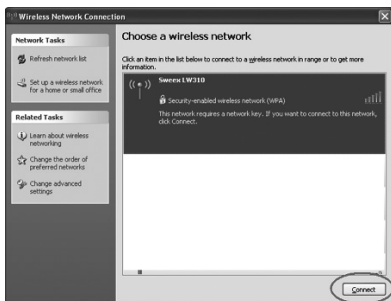 Wireless Network Connection
Network Tasks
Refresh network list
Set up a wireless network
for a home or small office
Related Tasks
Learn about wireless
networking
Change the order of
preferred networks
Change advanced
settings
Choose a wireless network
Click an item in the list below to connect to a wireless network in range or to get more
information.
Sweex LW310
Security-enabled wireless network (WPA)
This network requires a network key. If you want to connect to this network,
click Connect.
Connect